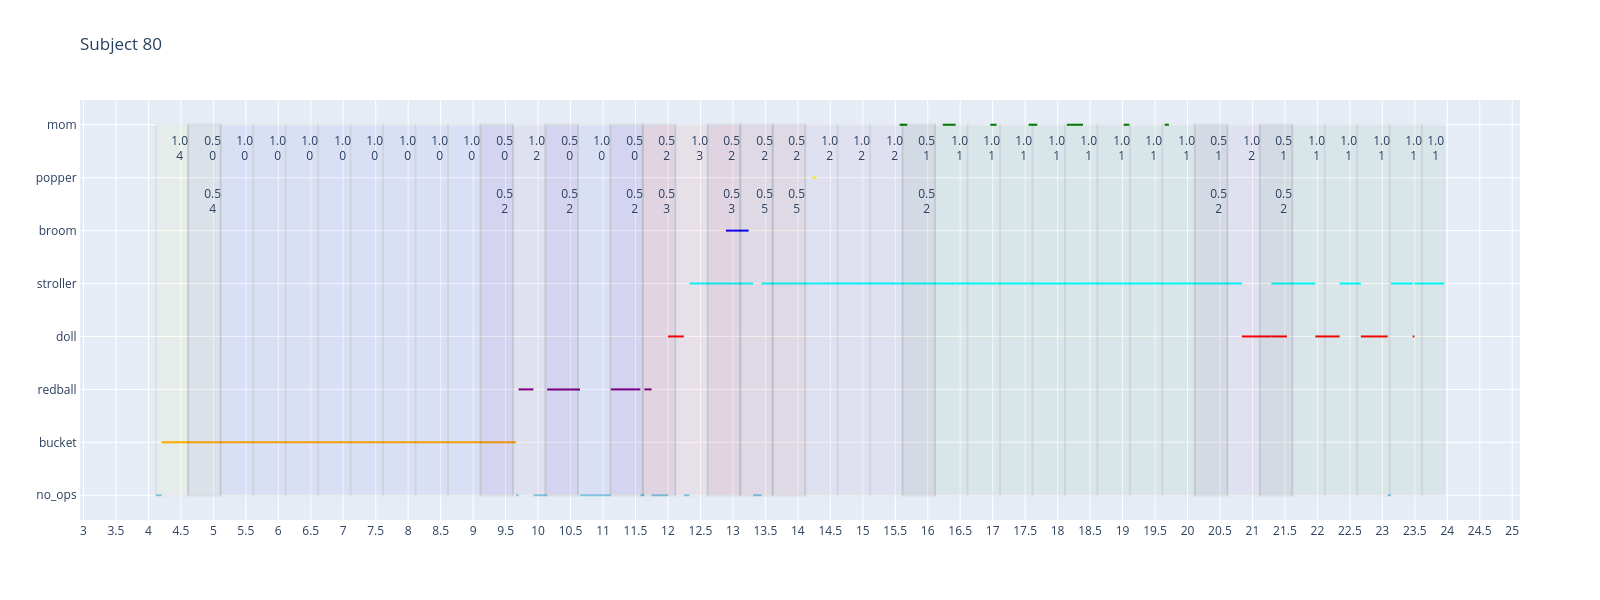 Subject 80
mom
1.0 0.5 1.0 1.0 1.0 1.0 1.0 1.0 1.0 1.0 0.5 1.0 0.5 1.0 0.5 0.5 1.0 0.5 0.5 0.5 1.0 1.0 1.0 0.5 1.0 1.0 1.0 1.0 1.0 1.0 1.0 1.0 0.5 1.0 0.5 1.0 1.0 1.0 1.0 1.0
4 0 0 0 0 0 0 0 0 0 0 2 0 0 0 2 3 2 2 2 2 2 2 1 1 1 1 1 1 1 1 1 1 2 1 1 1 1 1 1
popper
0.5 0.5 0.5 0.5 0.5 0.5 0.5 0.5 0.5 0.5 0.5
4 2 2 2 3 3 5 5 2 2 2
broom
stroller
doll
redball
bucket
no_ops
3 3.5 4 4.5 5 5.5 6 6.5 7 7.5 8 8.5 9 9.5 10 10.5 11 11.5 12 12.5 13 13.5 14 14.5 15 15.5 16 16.5 17 17.5 18 18.5 19 19.5 20 20.5 21 21.5 22 22.5 23 23.5 24 24.5 25